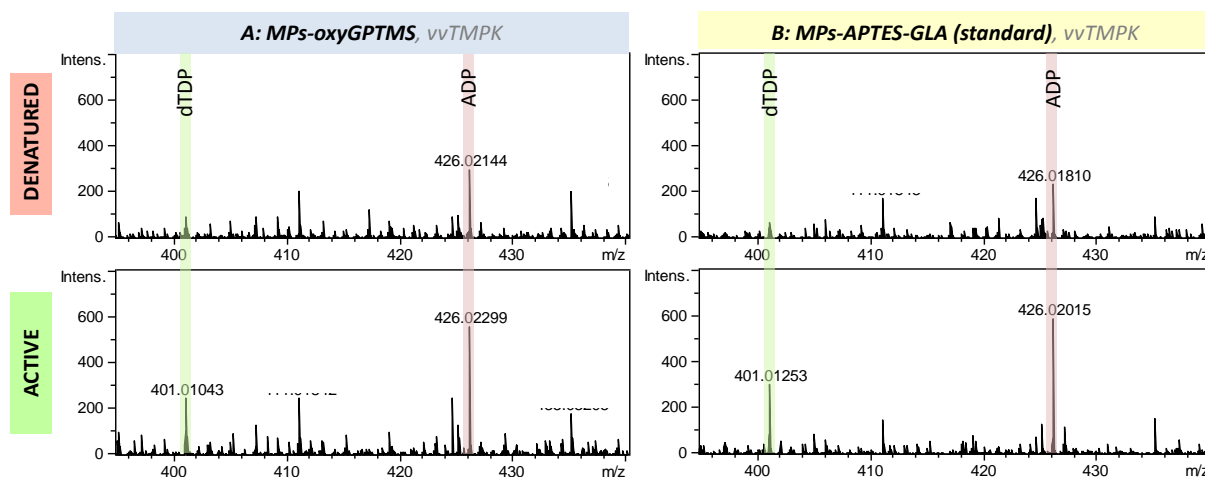 A: MPs-oxyGPTMS, vvTMPK
B: MPs-APTES-GLA (standard), vvTMPK
DENATURED
Intens.
600
400
200
0
dTDP
ADP
426.02144
400
410
420
430
m/z
Intens.
600
400
200
0
dTDP
ADP
426.01810
400
410
420
430
m/z
ACTIVE
Intens.
600
400
200
0
426.02299
401.01043
400
410
420
430
m/z
Intens.
600
400
200
0
426.02015
401.01253
400
410
420
430
m/z